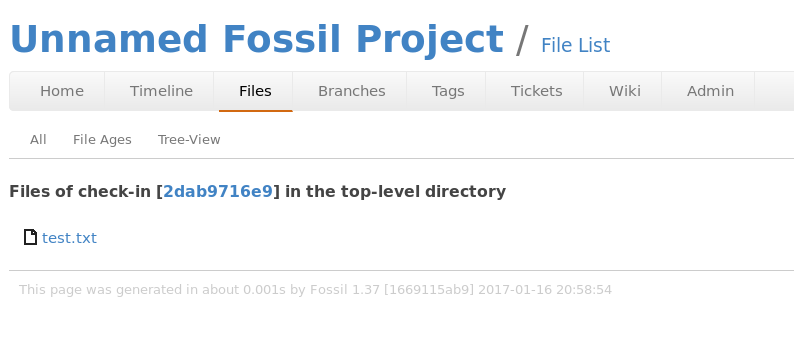 Unnamed Fossil Project / File List
Home Timeline Files Branches Tags Tickets Wiki Admin
All File Ages Tree-View
Files of check-in [2dab9716e9] in the top-level directory
test.txt
This page was generated in about 0.001s by Fossil 1.37 [1669115ab9] 2017-01-16 20:58:54